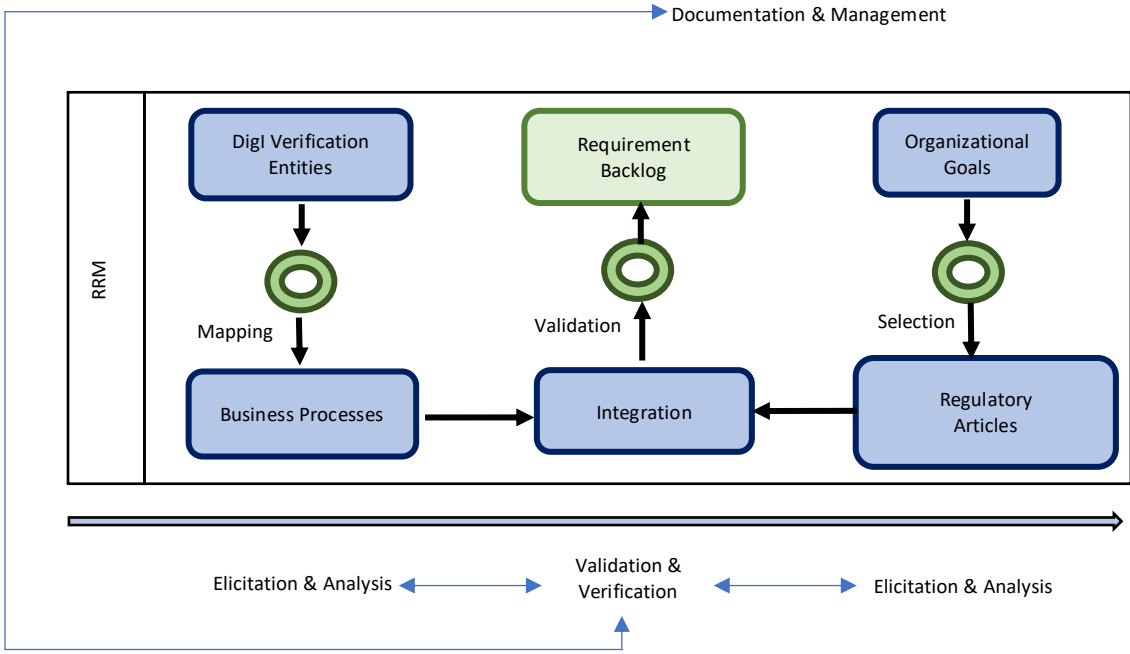 Documentation & Management
RRM
DigI Verification
Entities
Requirement
Backlog
Organizational
Goals
Mapping
Validation
Selection
Business Processes
Integration
Regulatory
Articles
Elicitation & Analysis
Validation &
Verification
Elicitation & Analysis